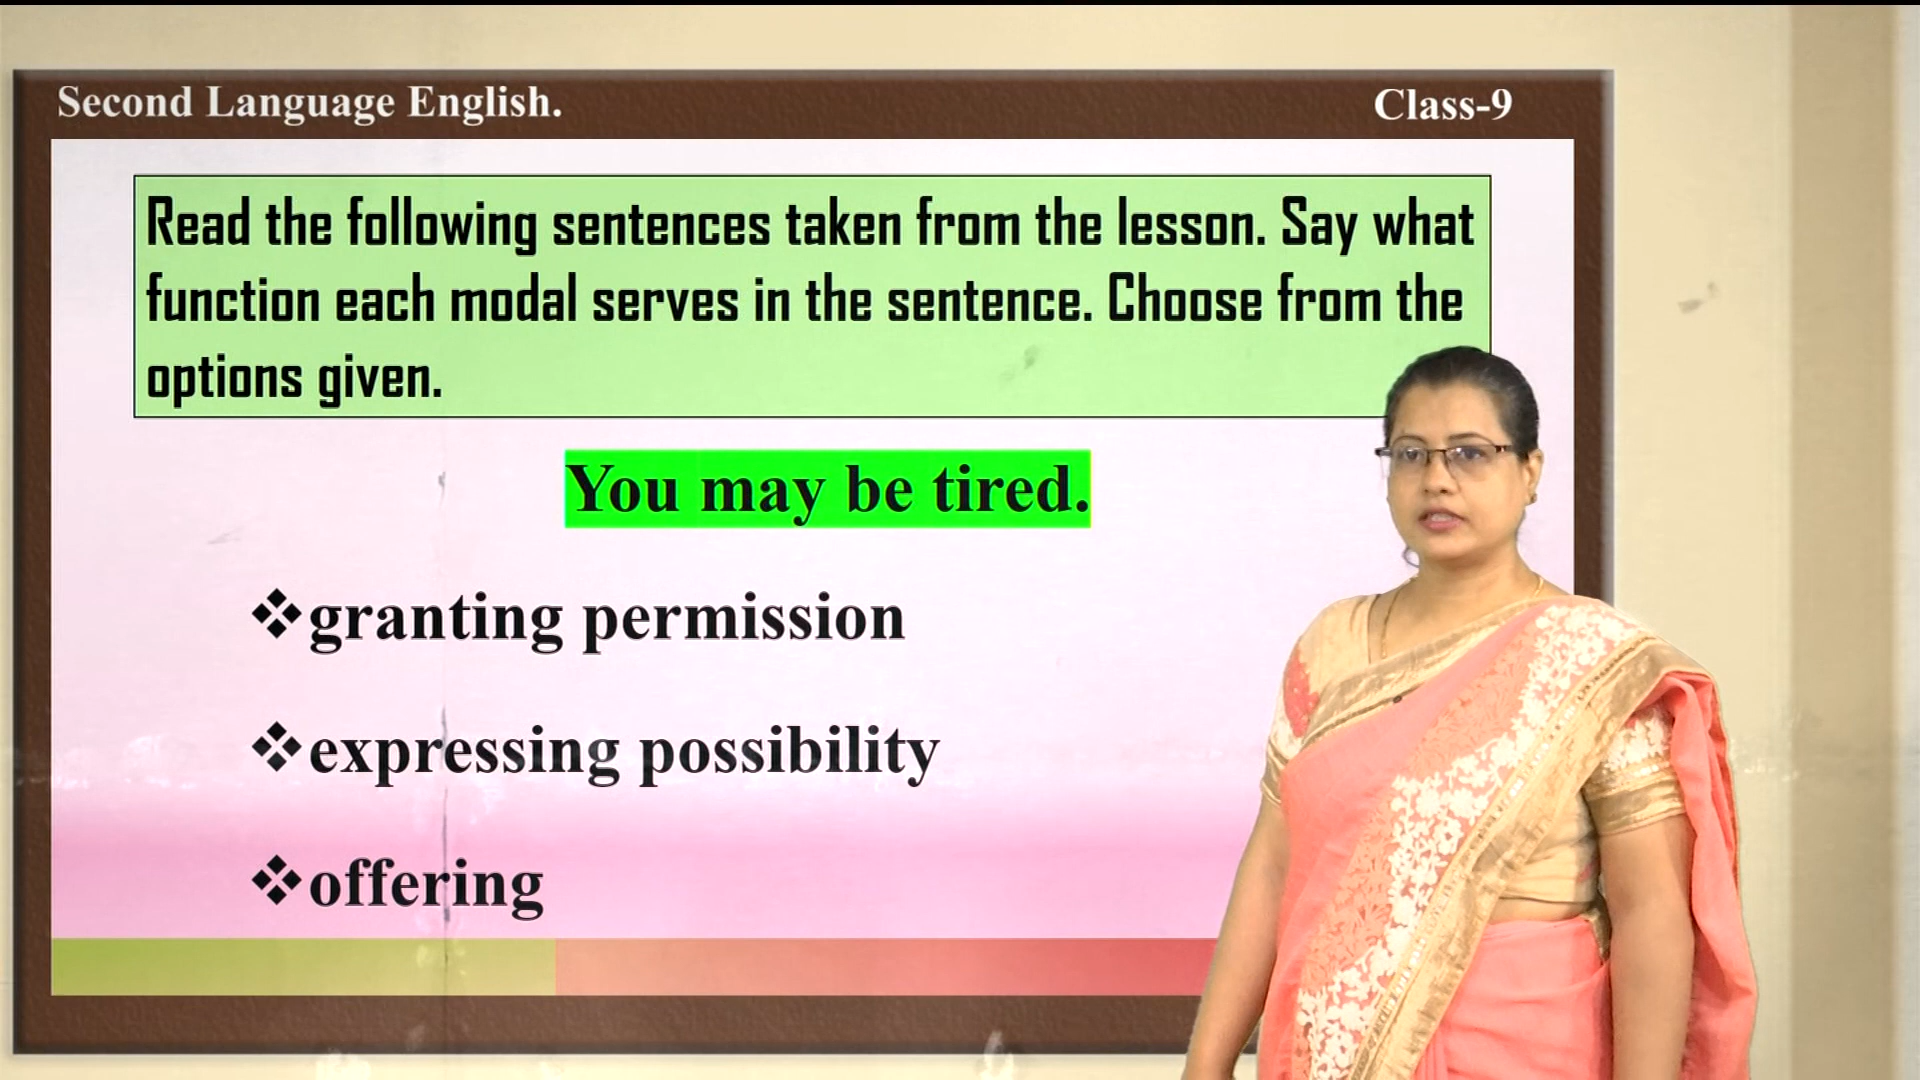 Second Language English.
Class-9
Read the following sentences taken from the lesson. Say what
function each modal serves in the sentence. Choose from the
options given.
You may be tired.
❖granting permission
❖expressing possibility
❖offering